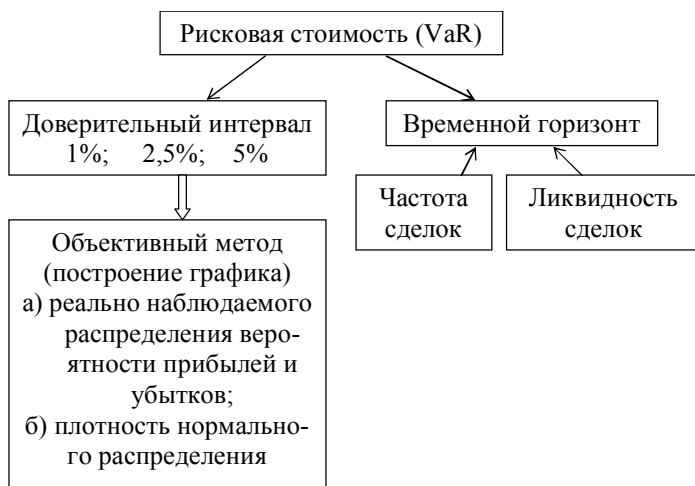 Рисковая стоимость (VaR)
Доверительный интервал
1%; 2,5%; 5%
Временной горизонт
Частота
сделок
Ликвидность
сделок
Объективный метод
(построение графика)
а) реально наблюдаемого
распределения веро-
ятности прибылей и
убытков;
б) плотность нормально-
го распределения